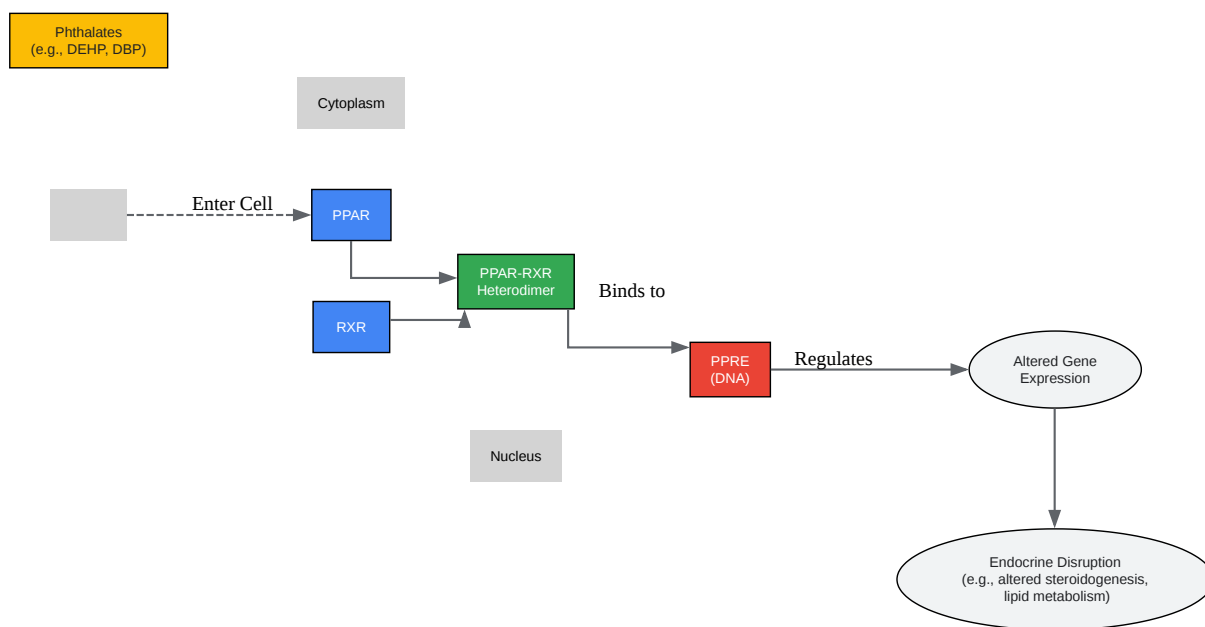 Phthalates
(e.g., DEHP, DBP)
Cytoplasm
Enter Cell
PPAR
PPAR-RXR
Heterodimer
Binds to
RXR
PPRE
(DNA)
Regulates
Altered Gene
Expression
Nucleus
Endocrine Disruption
(e.g., altered steroidogenesis,
lipid metabolism)